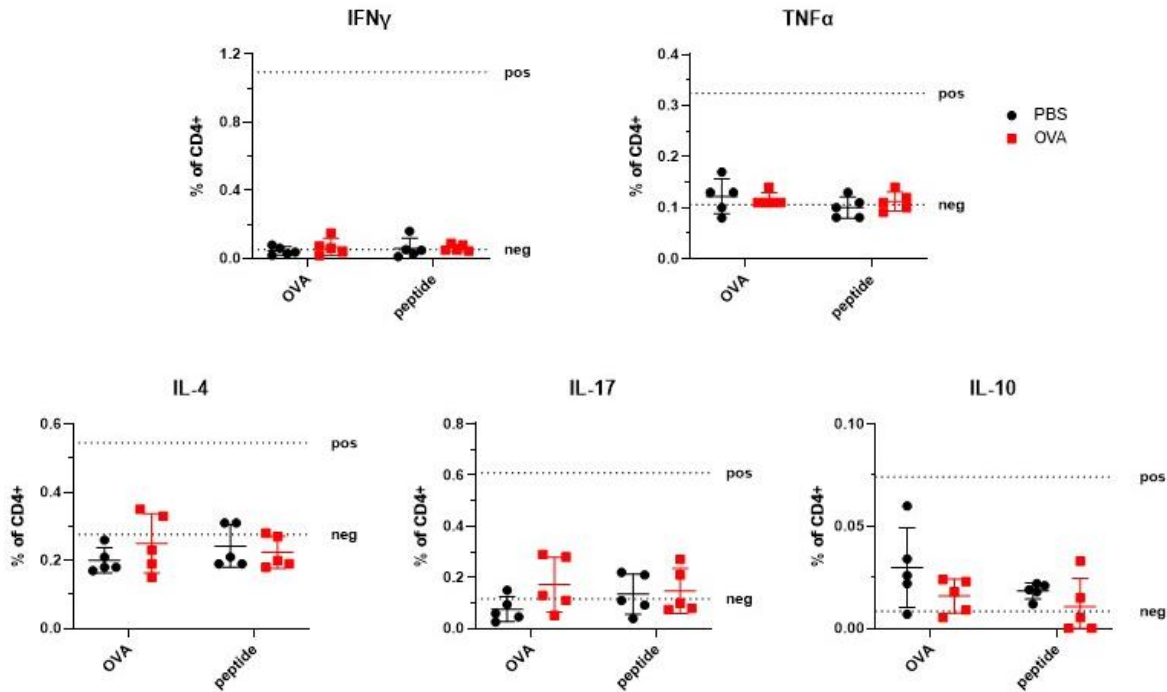 IFNγ
1.2
0.8
0.4
0.0
% of CD4+
pos
neg
OVA
peptide
TNFα
0.4
0.3
0.2
0.1
0.0
% of CD4+
pos
neg
OVA
peptide
PBS
OVA
IL-4
0.6
0.4
0.2
0.0
% of CD4+
pos
neg
OVA
peptide
IL-17
0.8
0.6
0.4
0.2
0.0
% of CD4+
pos
neg
OVA
peptide
IL-10
0.10
0.05
0.00
% of CD4+
pos
neg
OVA
peptide